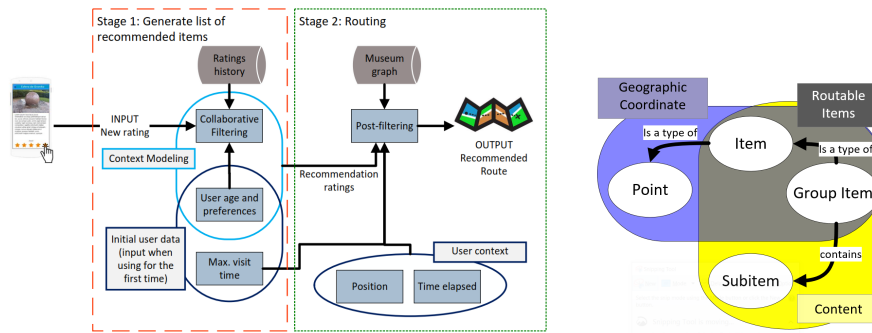 Stage 1: Generate list of
recommended items
Stage 2: Routing
Ratings
history
Museum
graph
INPUT
New rating
Collaborative
Filtering
Post-filtering
OUTPUT
Recommended
Route
Context Modeling
Recommendation
ratings
User age and
preferences
Initial user data
(input when
using for the
first time)
Max. visit
time
User context
Position
Time elapsed
Geographic
Coordinate
Routable
Items
Is a type of
Item
Is a type of
Point
Group Item
contains
Subitem
Content